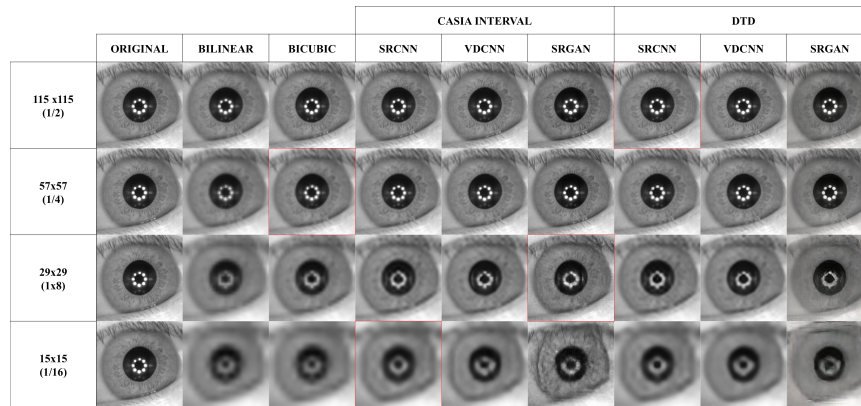 CASIA INTERVAL DTD
ORIGINAL BILINEAR BICUBIC SRCNN VDCNN SRGAN SRCNN VDCNN SRGAN
115 x115
(1/2)
57x57
(1/4)
29x29
(1x8)
15x15
(1/16)